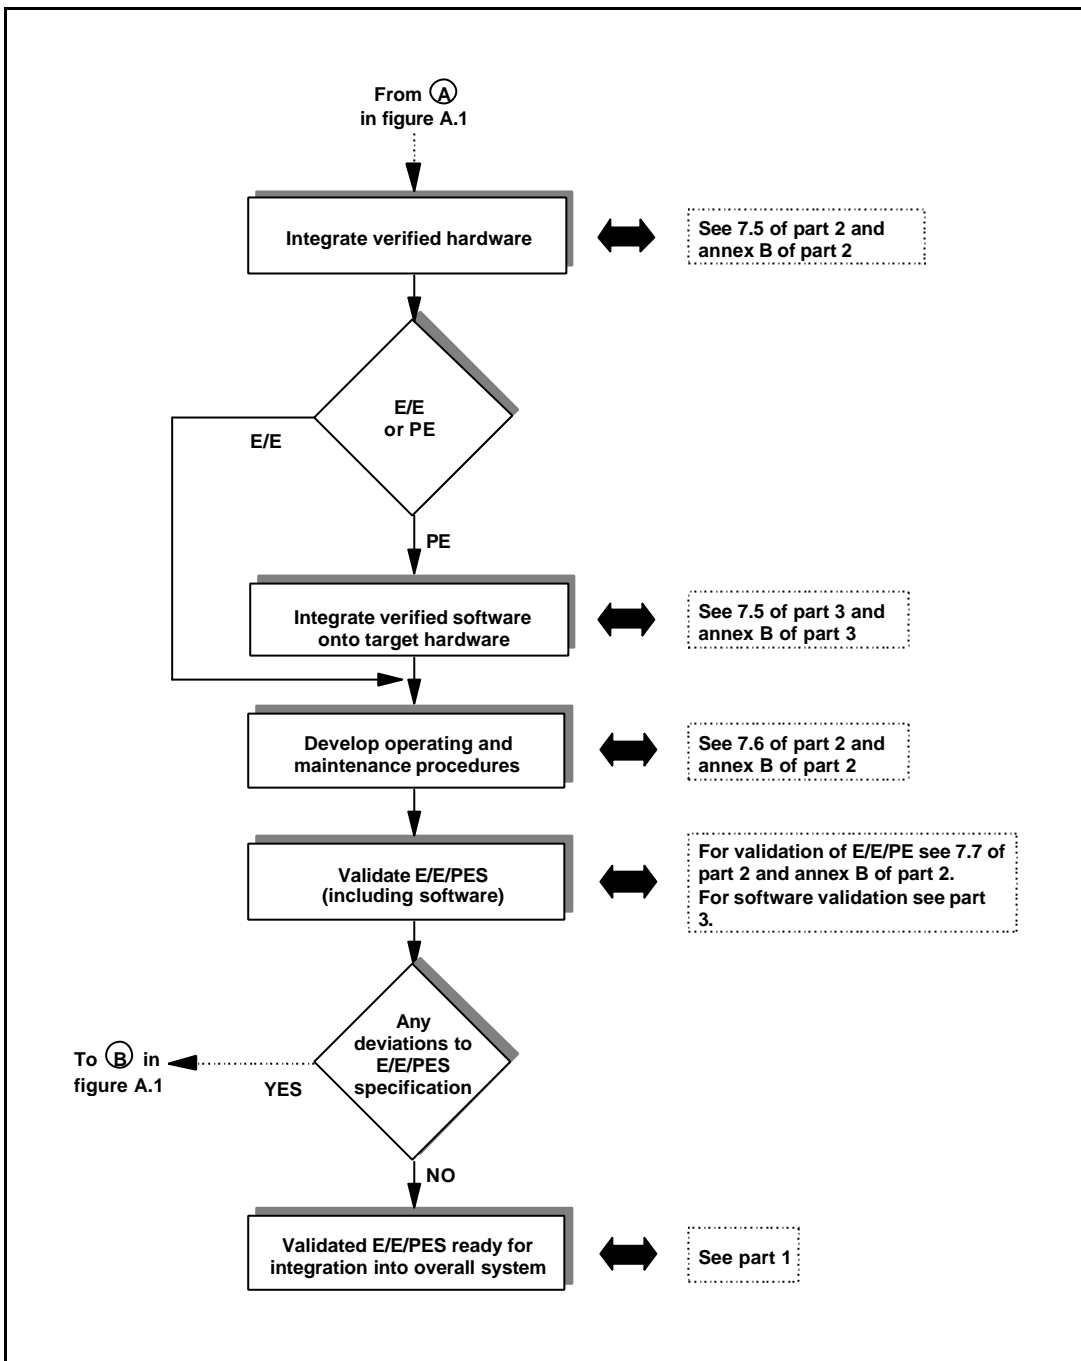 From A
in figure A.1
Integrate verified hardware
See 7.5 of part 2 and
annex B of part 2
E/E
or PE
E/E
PE
Integrate verified software
onto target hardware
See 7.5 of part 3 and
annex B of part 3
Develop operating and
maintenance procedures
See 7.6 of part 2 and
annex B of part 2
Validate E/E/PES
(including software)
For validation of E/E/PE see 7.7 of
part 2 and annex B of part 2.
For software validation see part
3.
Any
deviations to
E/E/PES
specification
To B in
figure A.1
YES
NO
Validated E/E/PES ready for
integration into overall system
See part 1